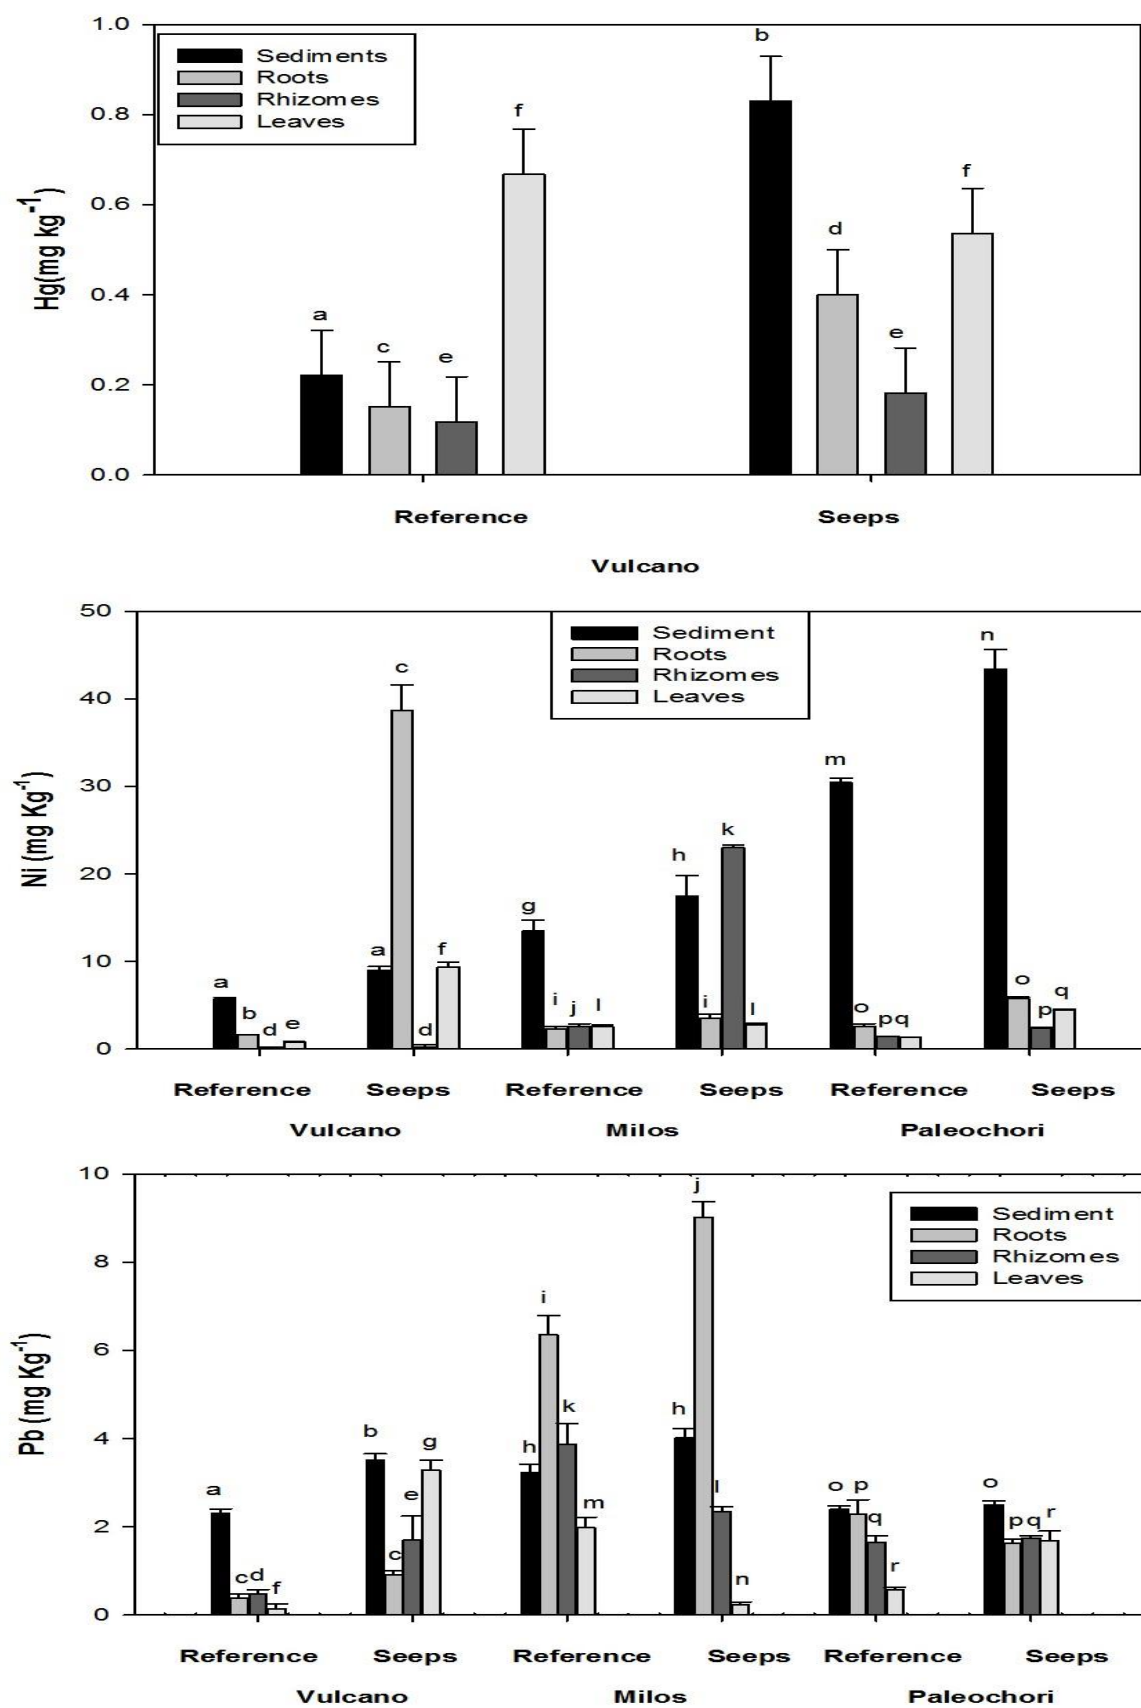 1.0
0.8
0.6
0.4
0.2
0.0
Hg(mg kg-1)
Sediments
Roots
Rhizomes
Leaves
a
c
e
f
b
d
e
f
Reference Seeps
Vulcano
50
40
30
20
10
0
Ni (mg Kg-1)
Sediment
Roots
Rhizomes
Leaves
a
b
d
e
a
c
d
f
g
i
j
l
h
i
k
l
m
o
p
q
n
o
p
q
Reference Seeps Reference Seeps Reference Seeps
Vulcano Milos Paleochori
10
8
6
4
2
0
Pb (mg Kg-1)
Sediment
Roots
Rhizomes
Leaves
a
c
d
f
b
c
e
g
h
i
k
m
h
j
l
n
o
p
q
r
o
p
q
r
Reference Seeps Reference Seeps Reference Seeps
Vulcano Milos Paleochori